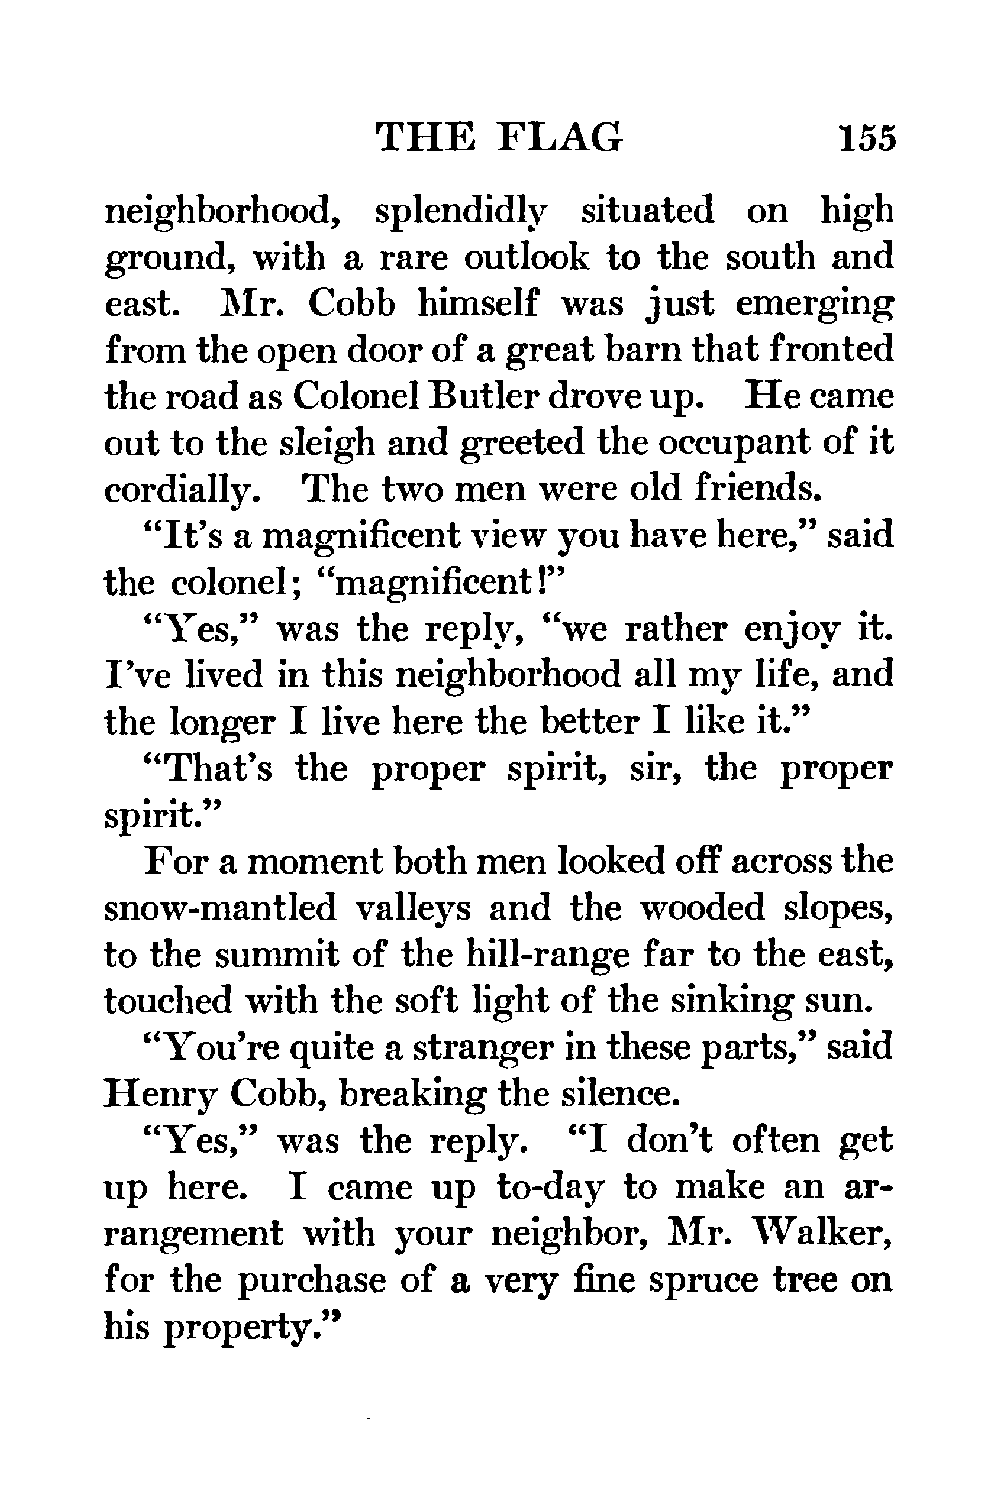 THE FLAG 155
neighborhood, splendidly situated on high
ground, with a rare outlook to the south and
east. Mr. Cobb himself was just emerging
from the open door of a great barn that fronted
the road as Colonel Butler drove up. He came
out to the sleigh and greeted the occupant of it
cordially. The two men were old friends.
“It’s a magnificent view you have here,” said
the colonel; “magnificent!”
“Yes,” was the reply, “we rather enjoy it.
I’ve lived in this neighborhood all my life, and
the longer I live here the better I like it.”
“That’s the proper spirit, sir, the proper
spirit.”
For a moment both men looked off across the
snow-mantled valleys and the wooded slopes,
to the summit of the hill-range far to the east,
touched with the soft light of the sinking sun.
“You’re quite a stranger in these parts,” said
Henry Cobb, breaking the silence.
“Yes,” was the reply. “I don’t often get
up here. I came up to-day to make an ar-
rangement with your neighbor, Mr. Walker,
for the purchase of a very fine spruce tree on
his property.”